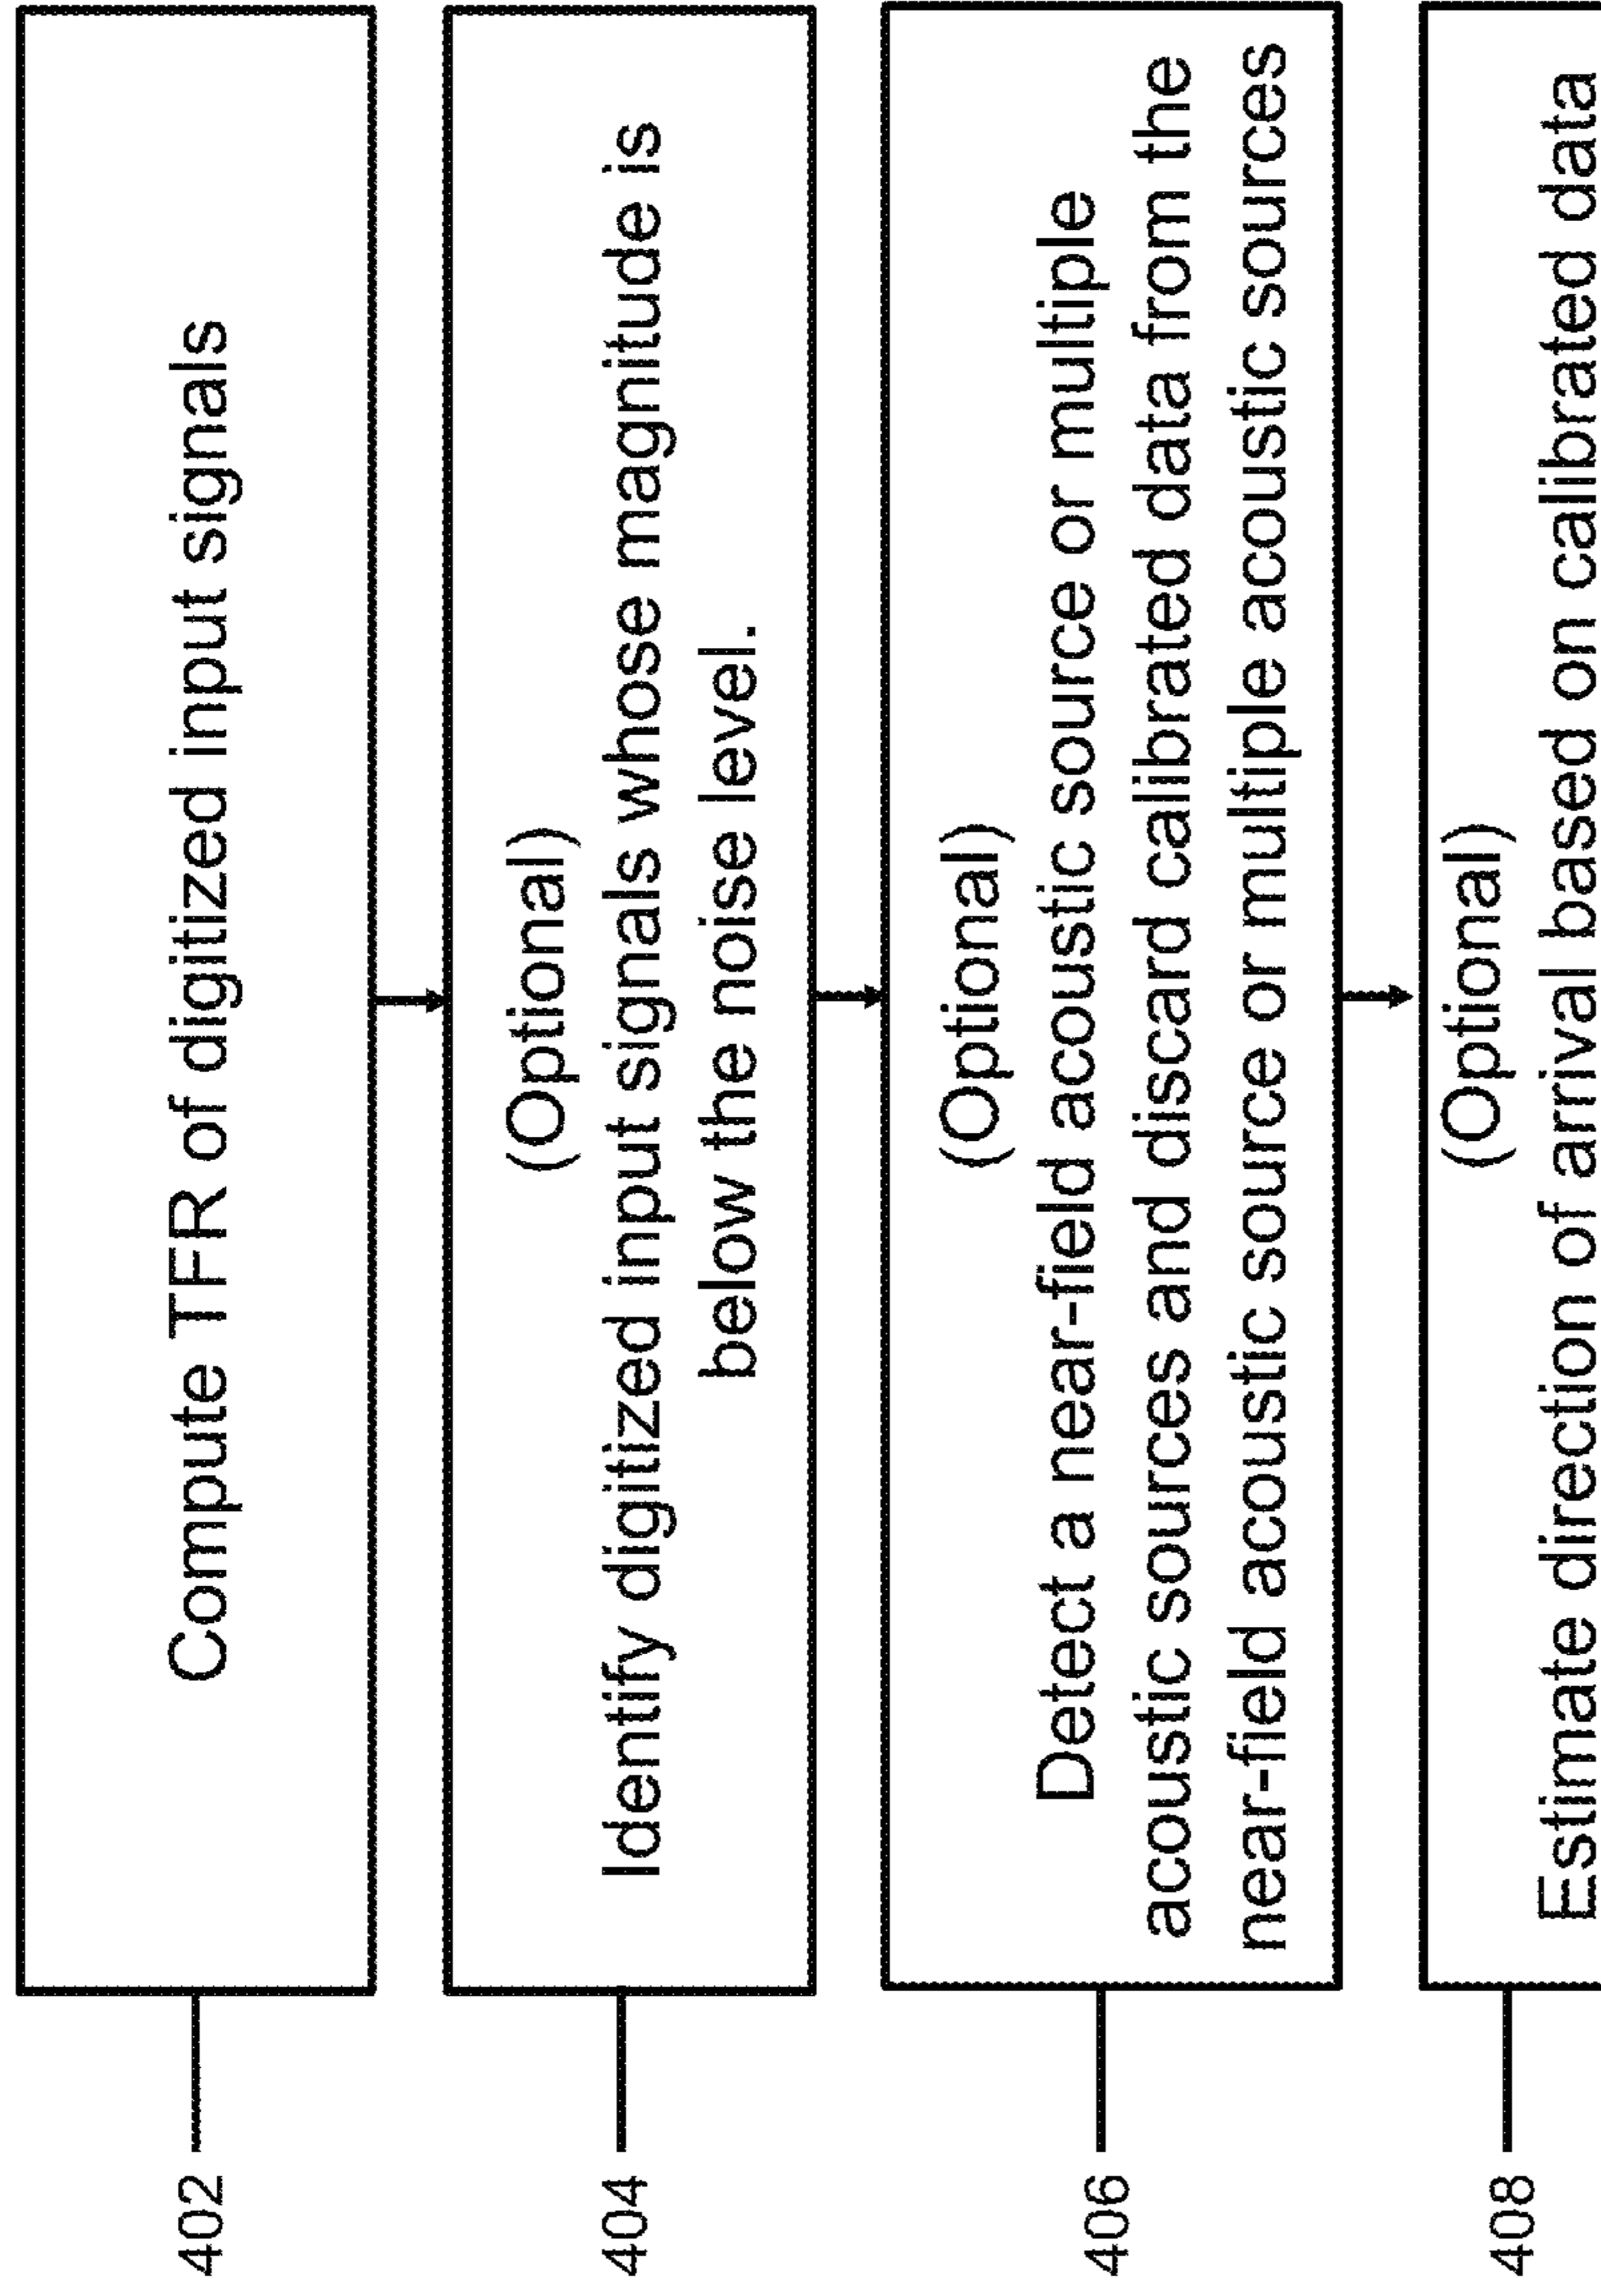 402
Compute TFR of digitized input signals
404
(Optional)
Identify digitized input signals whose magnitude is
below the noise level.
406
(Optional)
Detect a near-field acoustic source or multiple
acoustic sources and discard calibrated data from the
near-field acoustic source or multiple acoustic sources
408
(Optional)
Estimate direction of arrival based on calibrated data